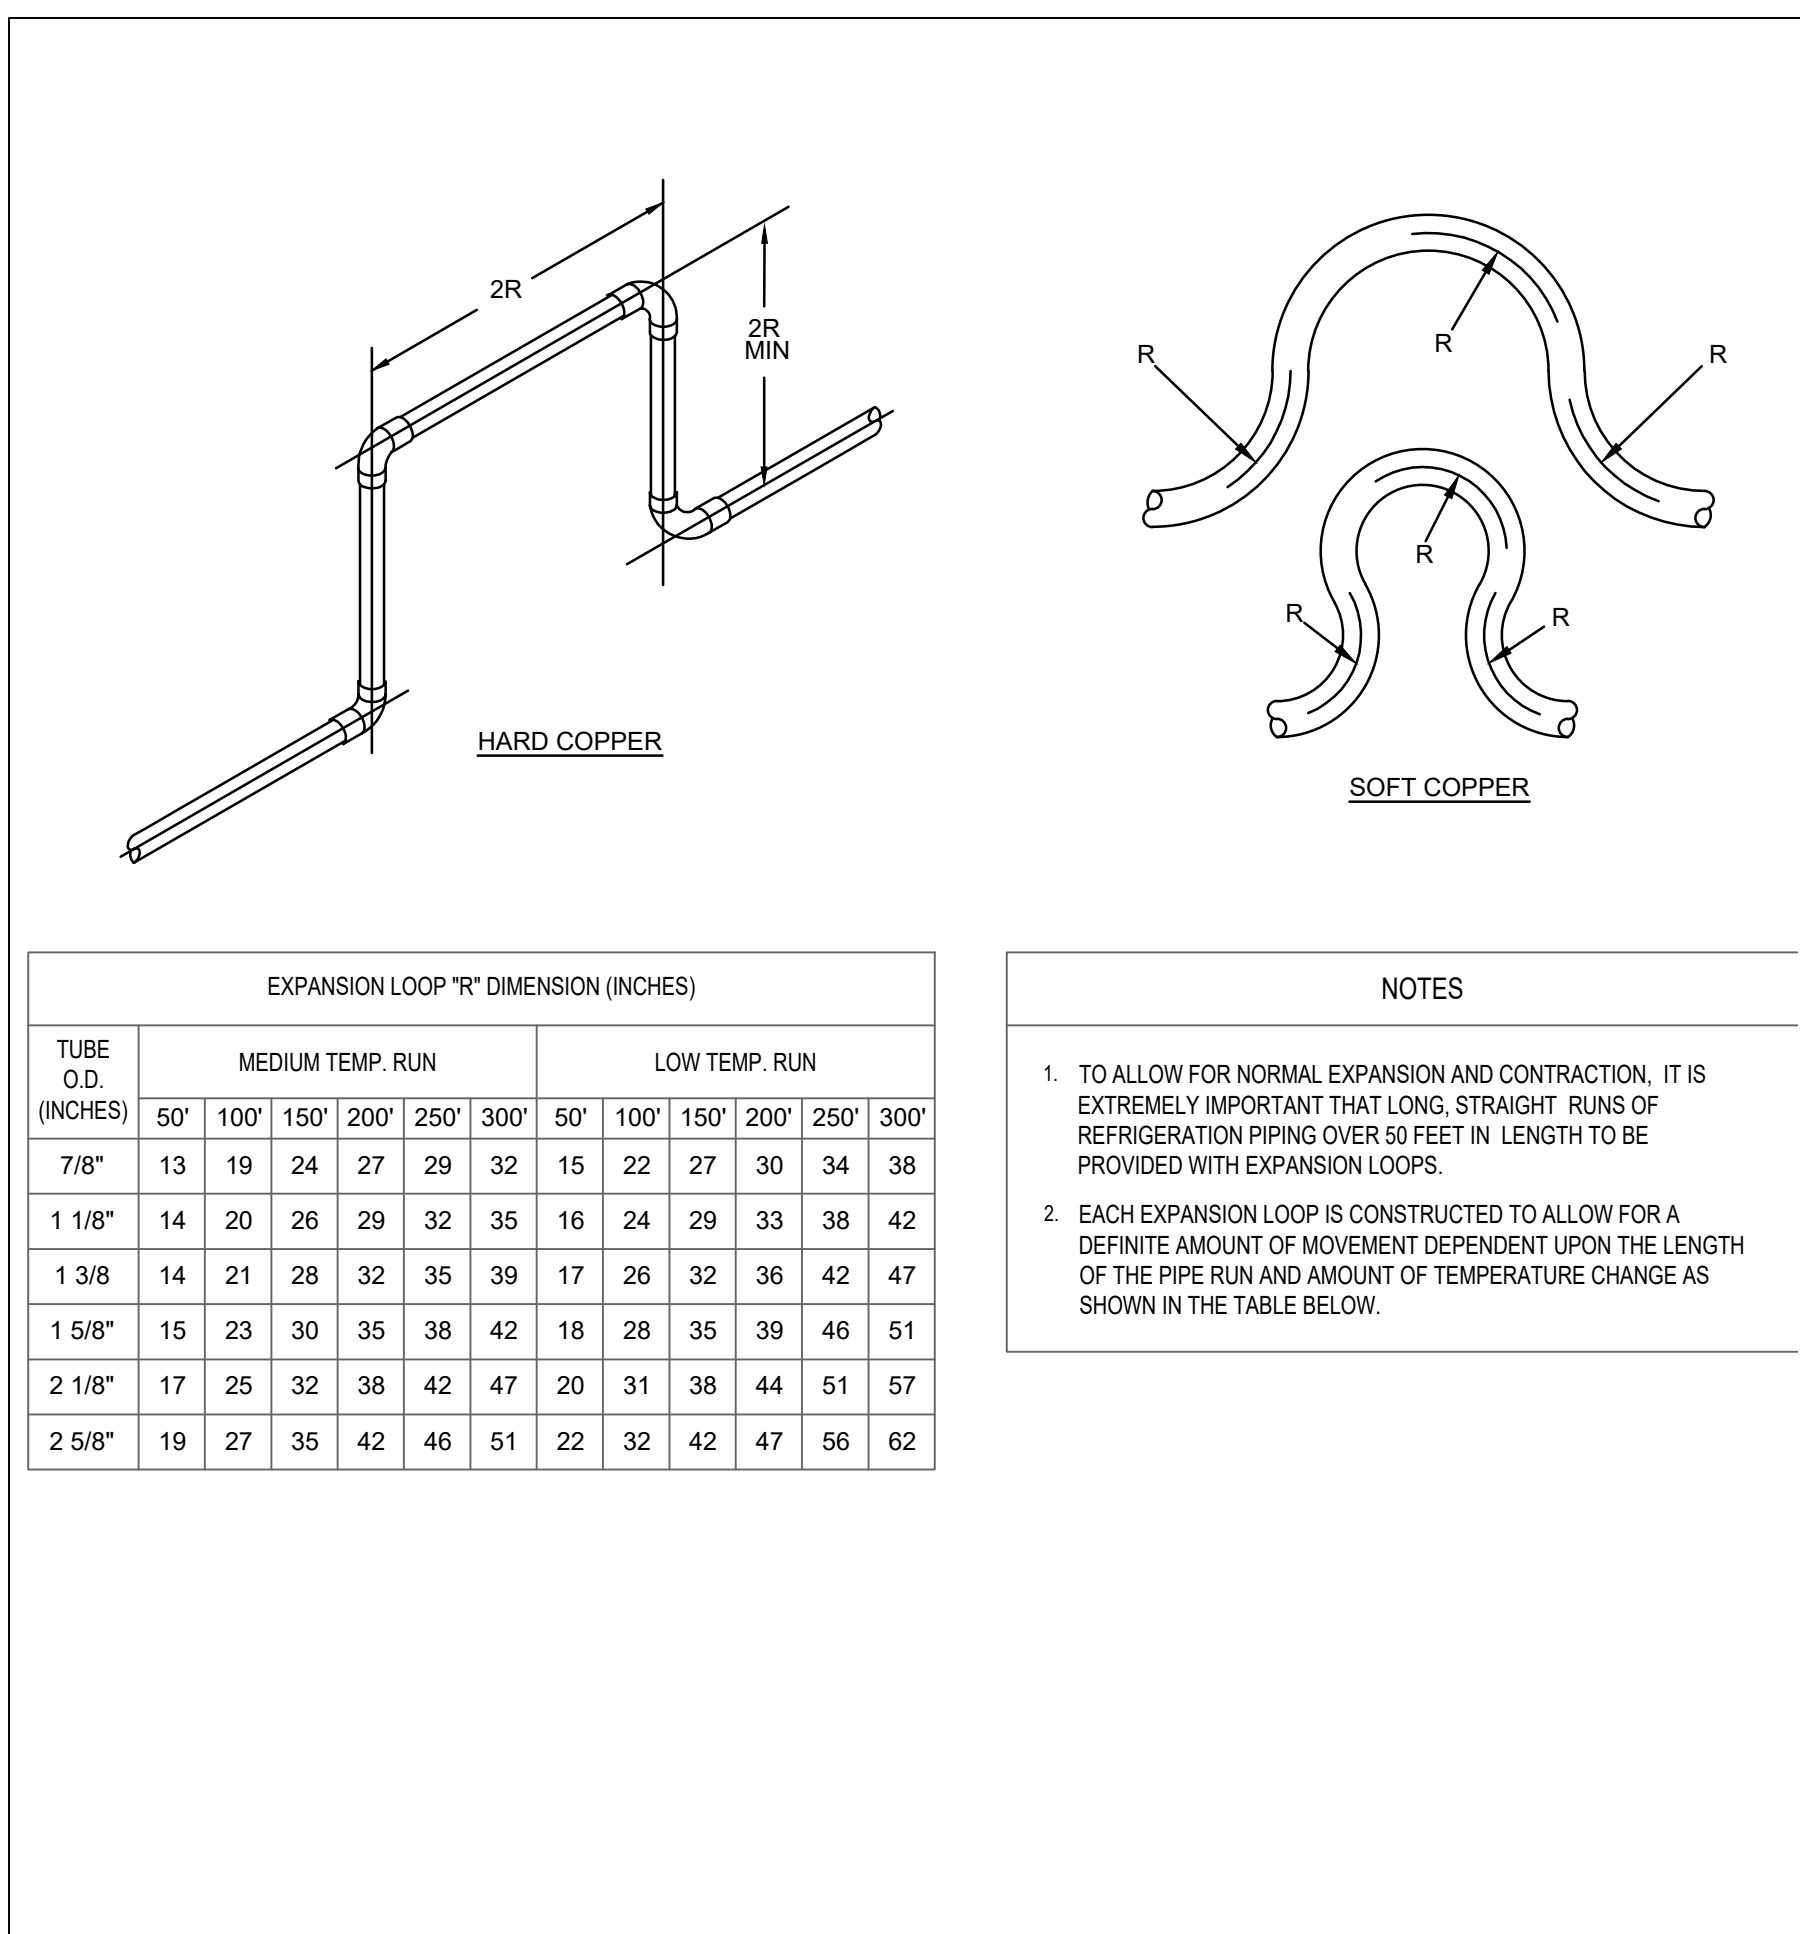 2R
2R
MIN
HARD COPPER
R
R
R
R
R
R
SOFT COPPER
EXPANSION LOOP "R" DIMENSION (INCHES)
TUBE
O.D.
(INCHES)
MEDIUM TEMP. RUN LOW TEMP. RUN
50' 100' 150' 200' 250' 300' 50' 100' 150' 200' 250' 300'
7/8" 13 19 24 27 29 32 15 22 27 30 34 38
1 1/8" 14 20 26 29 32 35 16 24 29 33 38 42
1 3/8 14 21 28 32 35 39 17 26 32 36 42 47
1 5/8" 15 23 30 35 38 42 18 28 35 39 46 51
2 1/8" 17 25 32 38 42 47 20 31 38 44 51 57
2 5/8" 19 27 35 42 46 51 22 32 42 47 56 62
NOTES
1. TO ALLOW FOR NORMAL EXPANSION AND CONTRACTION, IT IS
EXTREMELY IMPORTANT THAT LONG, STRAIGHT RUNS OF
REFRIGERATION PIPING OVER 50 FEET IN LENGTH TO BE
PROVIDED WITH EXPANSION LOOPS.
2. EACH EXPANSION LOOP IS CONSTRUCTED TO ALLOW FOR A
DEFINITE AMOUNT OF MOVEMENT DEPENDENT UPON THE LENGTH
OF THE PIPE RUN AND AMOUNT OF TEMPERATURE CHANGE AS
SHOWN IN THE TABLE BELOW.